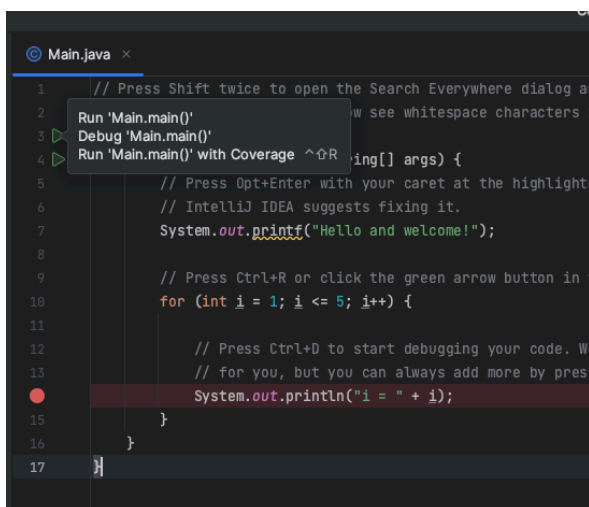 Main.java ×
1 // Press Shift twice to open the Search Everywhere dialog
2 see whitespace characters
Run 'Main.main()'
3 Debug 'Main.main()'
4 Run 'Main.main()' with Coverage ^⇧R ing[] args) {
5 // Press Opt+Enter with your caret at the
6 // IntelliJ IDEA suggests fixing it.
7 System.out.printf("Hello and welcome!");
8
9 // Press Ctrl+R or click the green arrow button in
10 for (int i = 1; i <= 5; i++) {
11
12 // Press Ctrl+D to start debugging your code.
13 // for you, but you can always add more by
System.out.println("i = " + i);
15 }
16 }
17 }